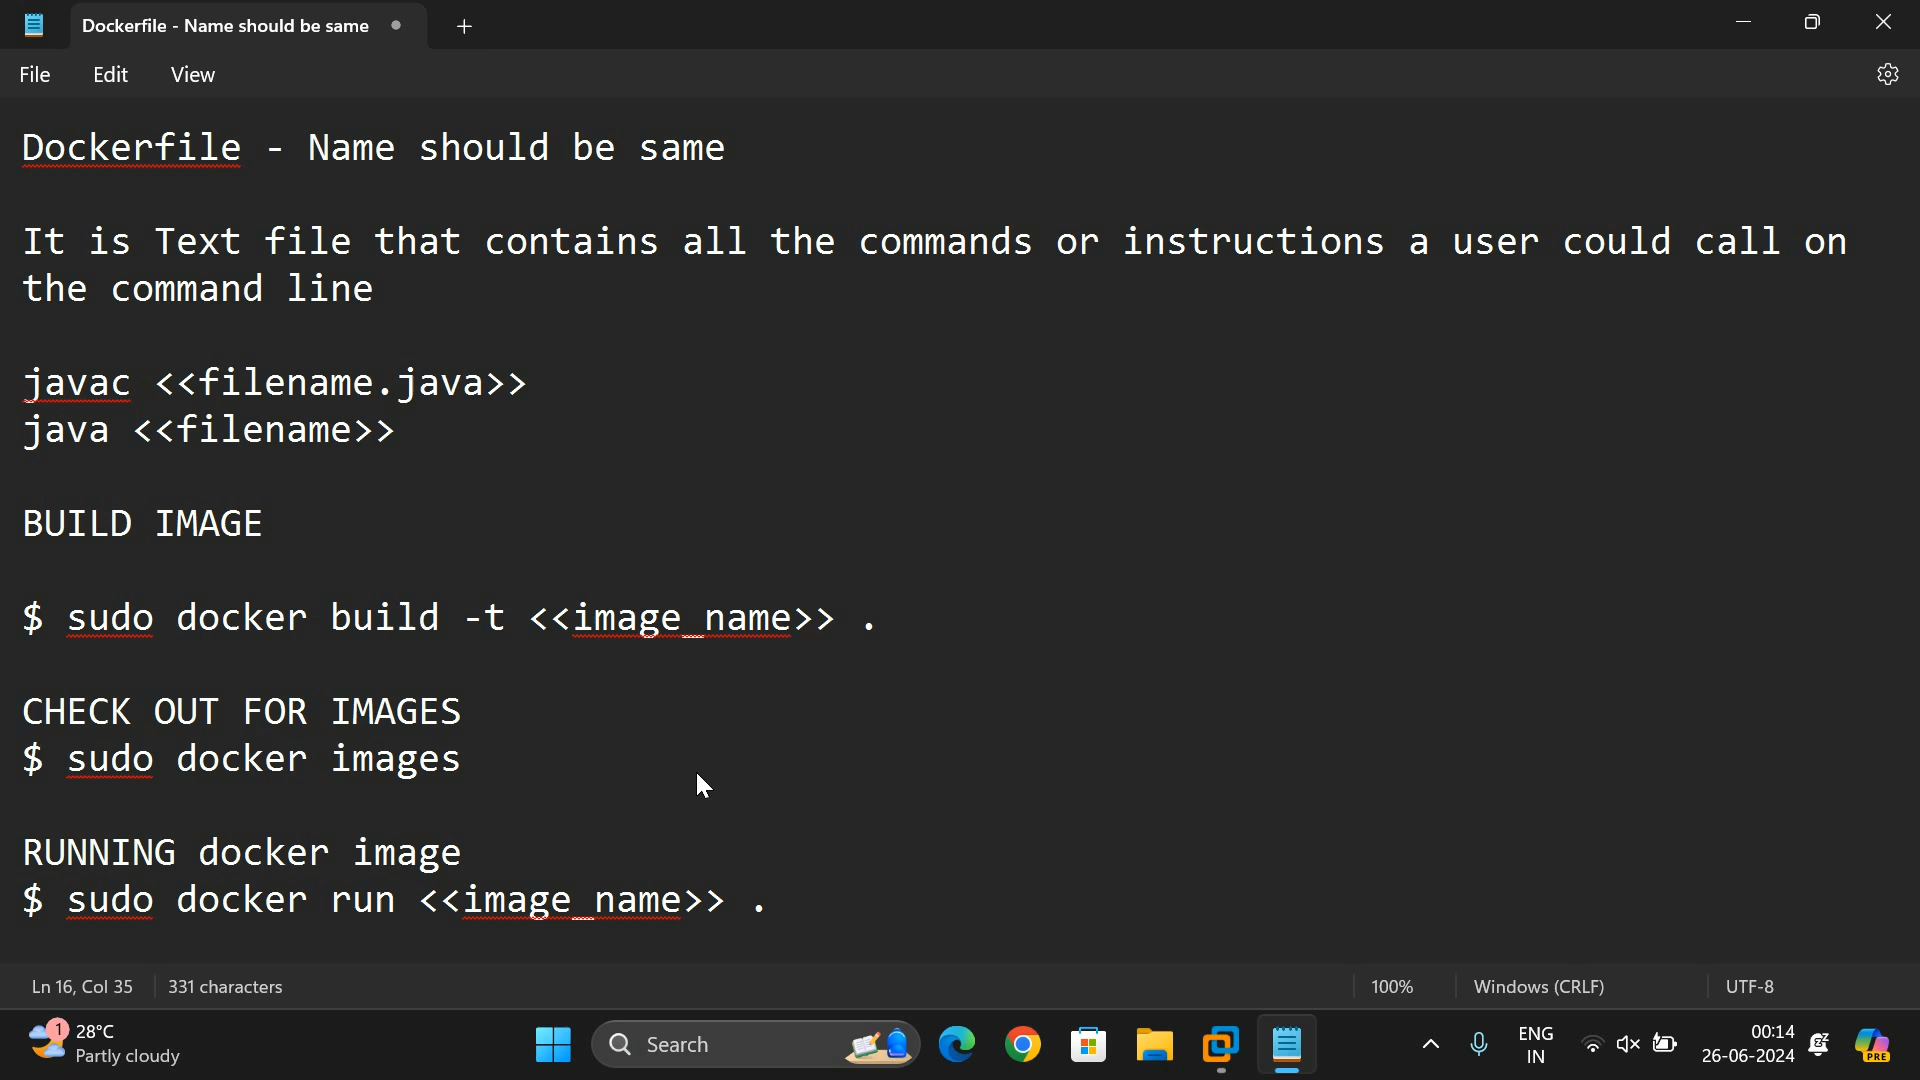 Dockerfile - Name should be same
File Edit View
Dockerfile - Name should be same
It is Text file that contains all the commands or instructions a user could call on
the command line
javac <<filename.java>>
java <<filename>>
BUILD IMAGE
$ sudo docker build -t <<image_name>> .
CHECK OUT FOR IMAGES
$ sudo docker images
RUNNING docker image
$ sudo docker run <<image_name>> .
Ln 16, Col 35 331 characters 100% Windows (CRLF) UTF-8
1 28°C
Partly cloudy
Search
ENG
IN
00:14
26-06-2024
PRE